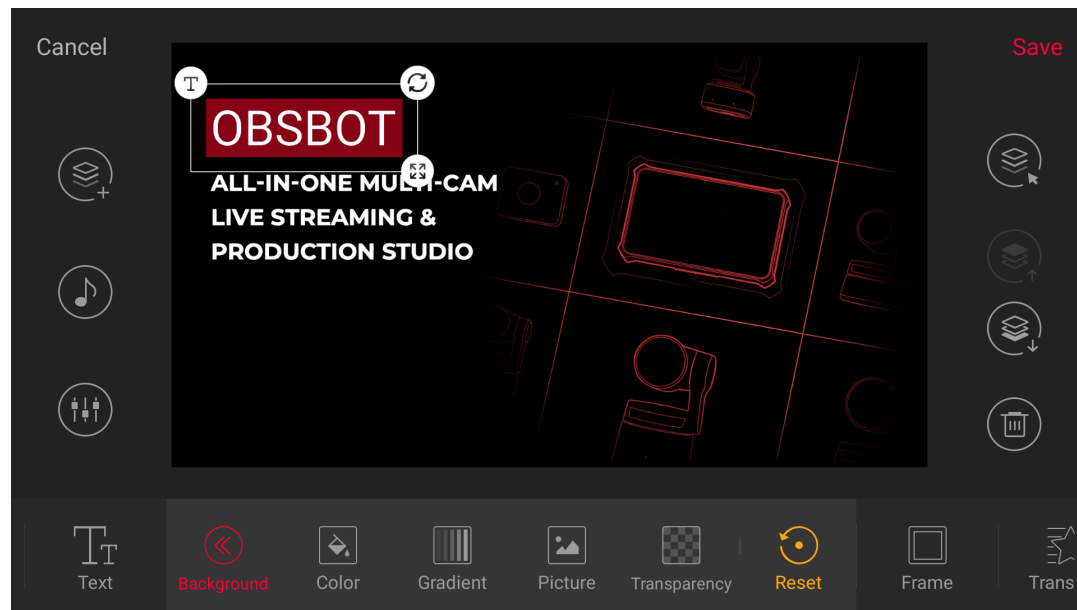 Cancel
Save
T
OBSBOT
ALL-IN-ONE MULTI-CAM
LIVE STREAMING &
PRODUCTION STUDIO
Text
Background
Color
Gradient
Picture
Transparency
Reset
Frame
Trans